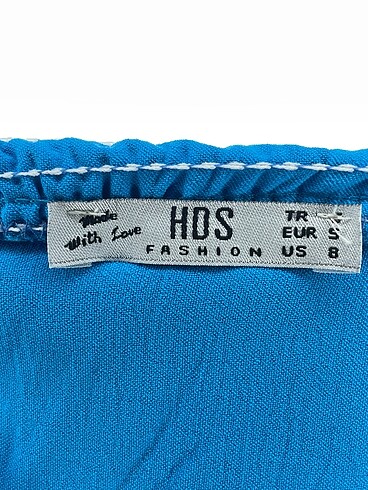 Made
With Love
HDS
FASHION
TR
EUR S
US 8